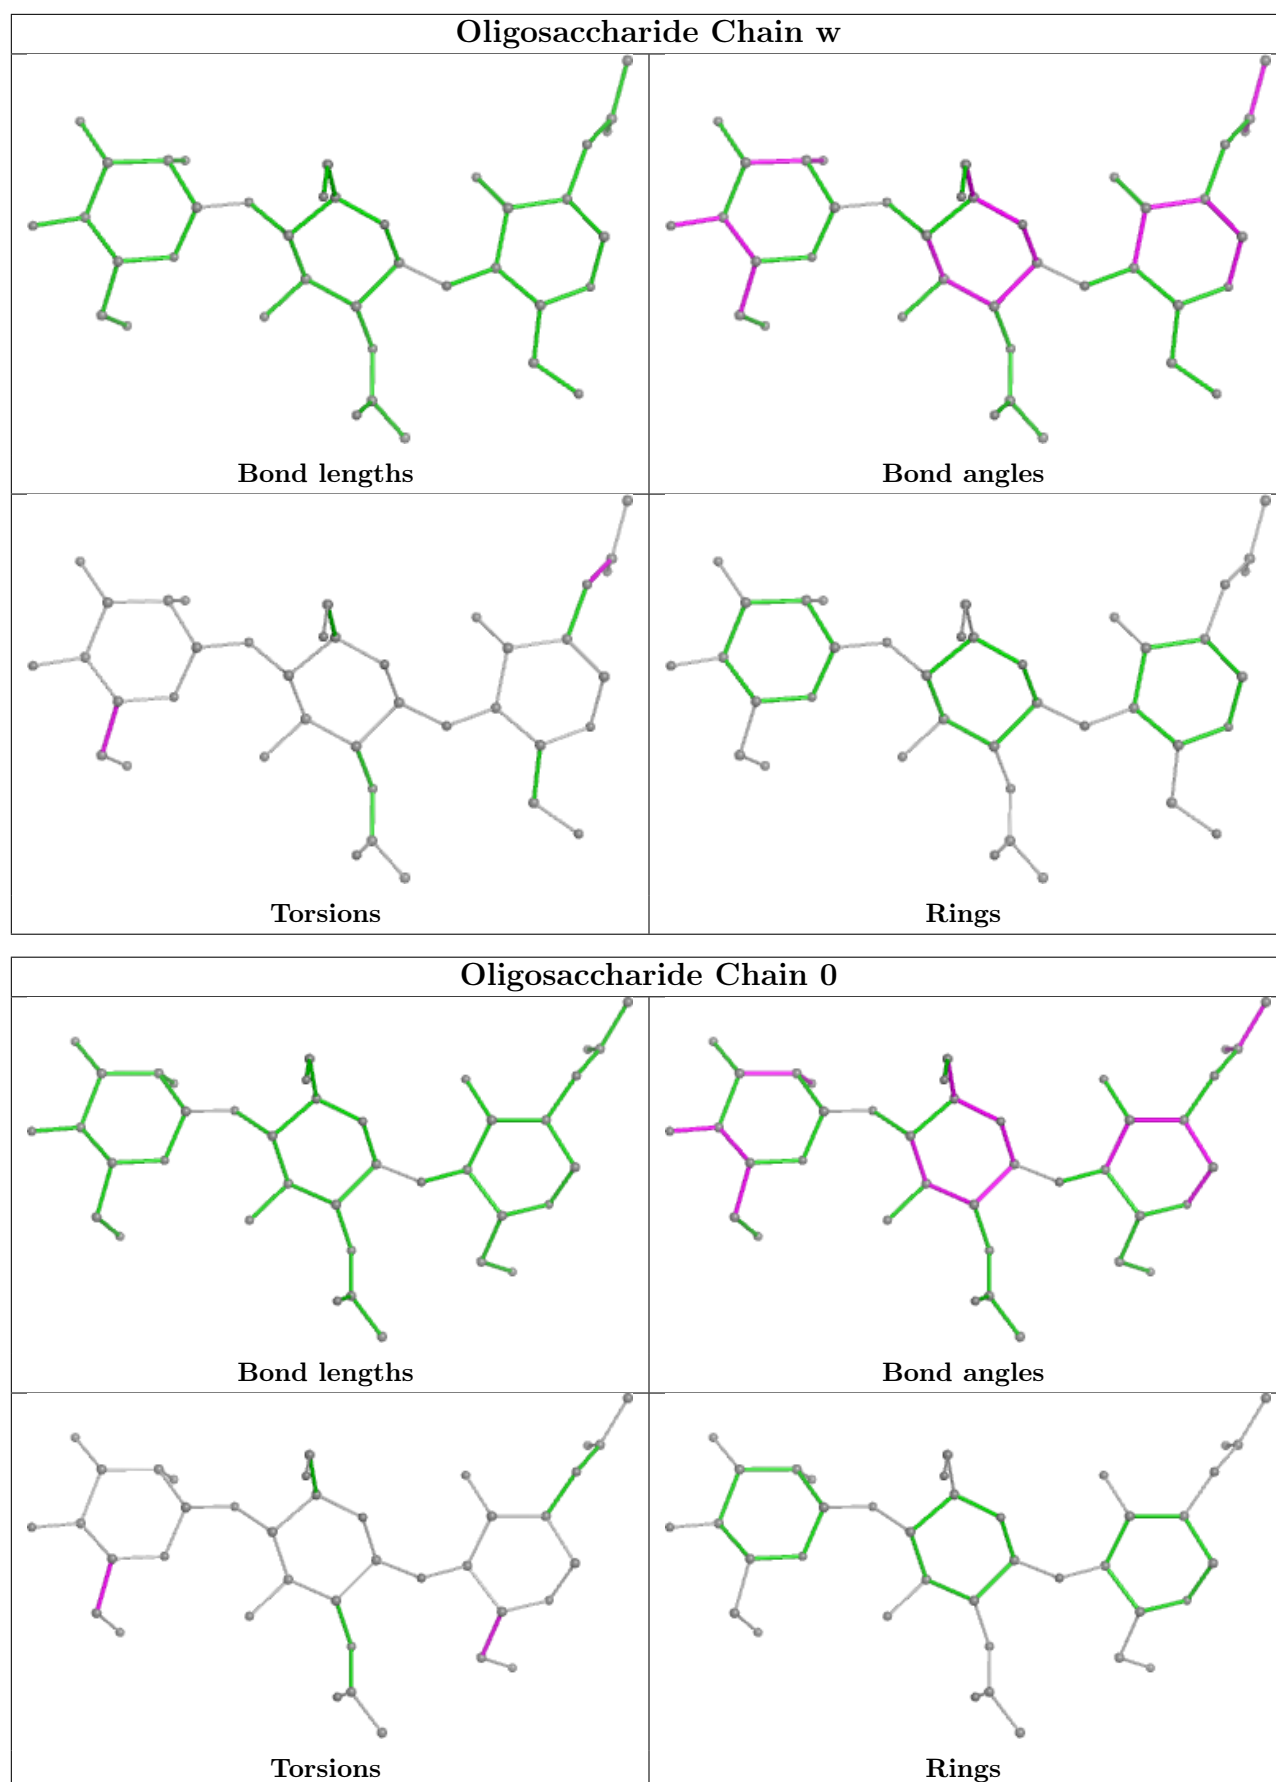 Oligosaccharide Chain w
Bond lengths
Bond angles
Torsions
Rings
Oligosaccharide Chain 0
Bond lengths
Bond angles
Torsions
Rings